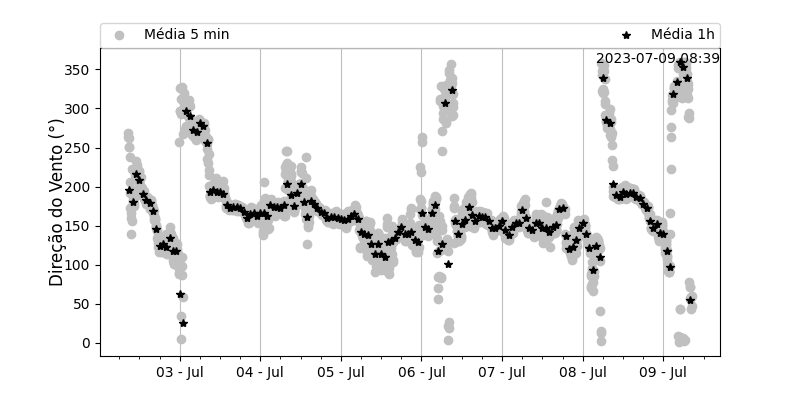 Média 5 min
Média 1h
2023-07-09 08:39
Direção do Vento (°)
350
300
250
200
150
100
50
0
03 - Jul
04 - Jul
05 - Jul
06 - Jul
07 - Jul
08 - Jul
09 - Jul